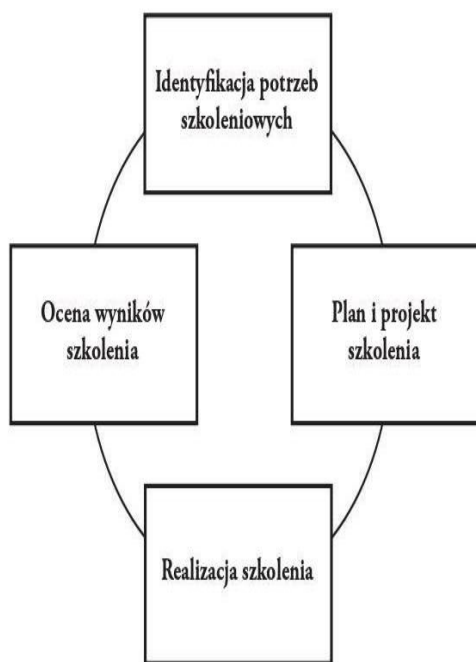 Identyfikacja potrzeb
szkoleniowych
Ocena wyników
szkolenia
Plan i projekt
szkolenia
Realizacja szkolenia